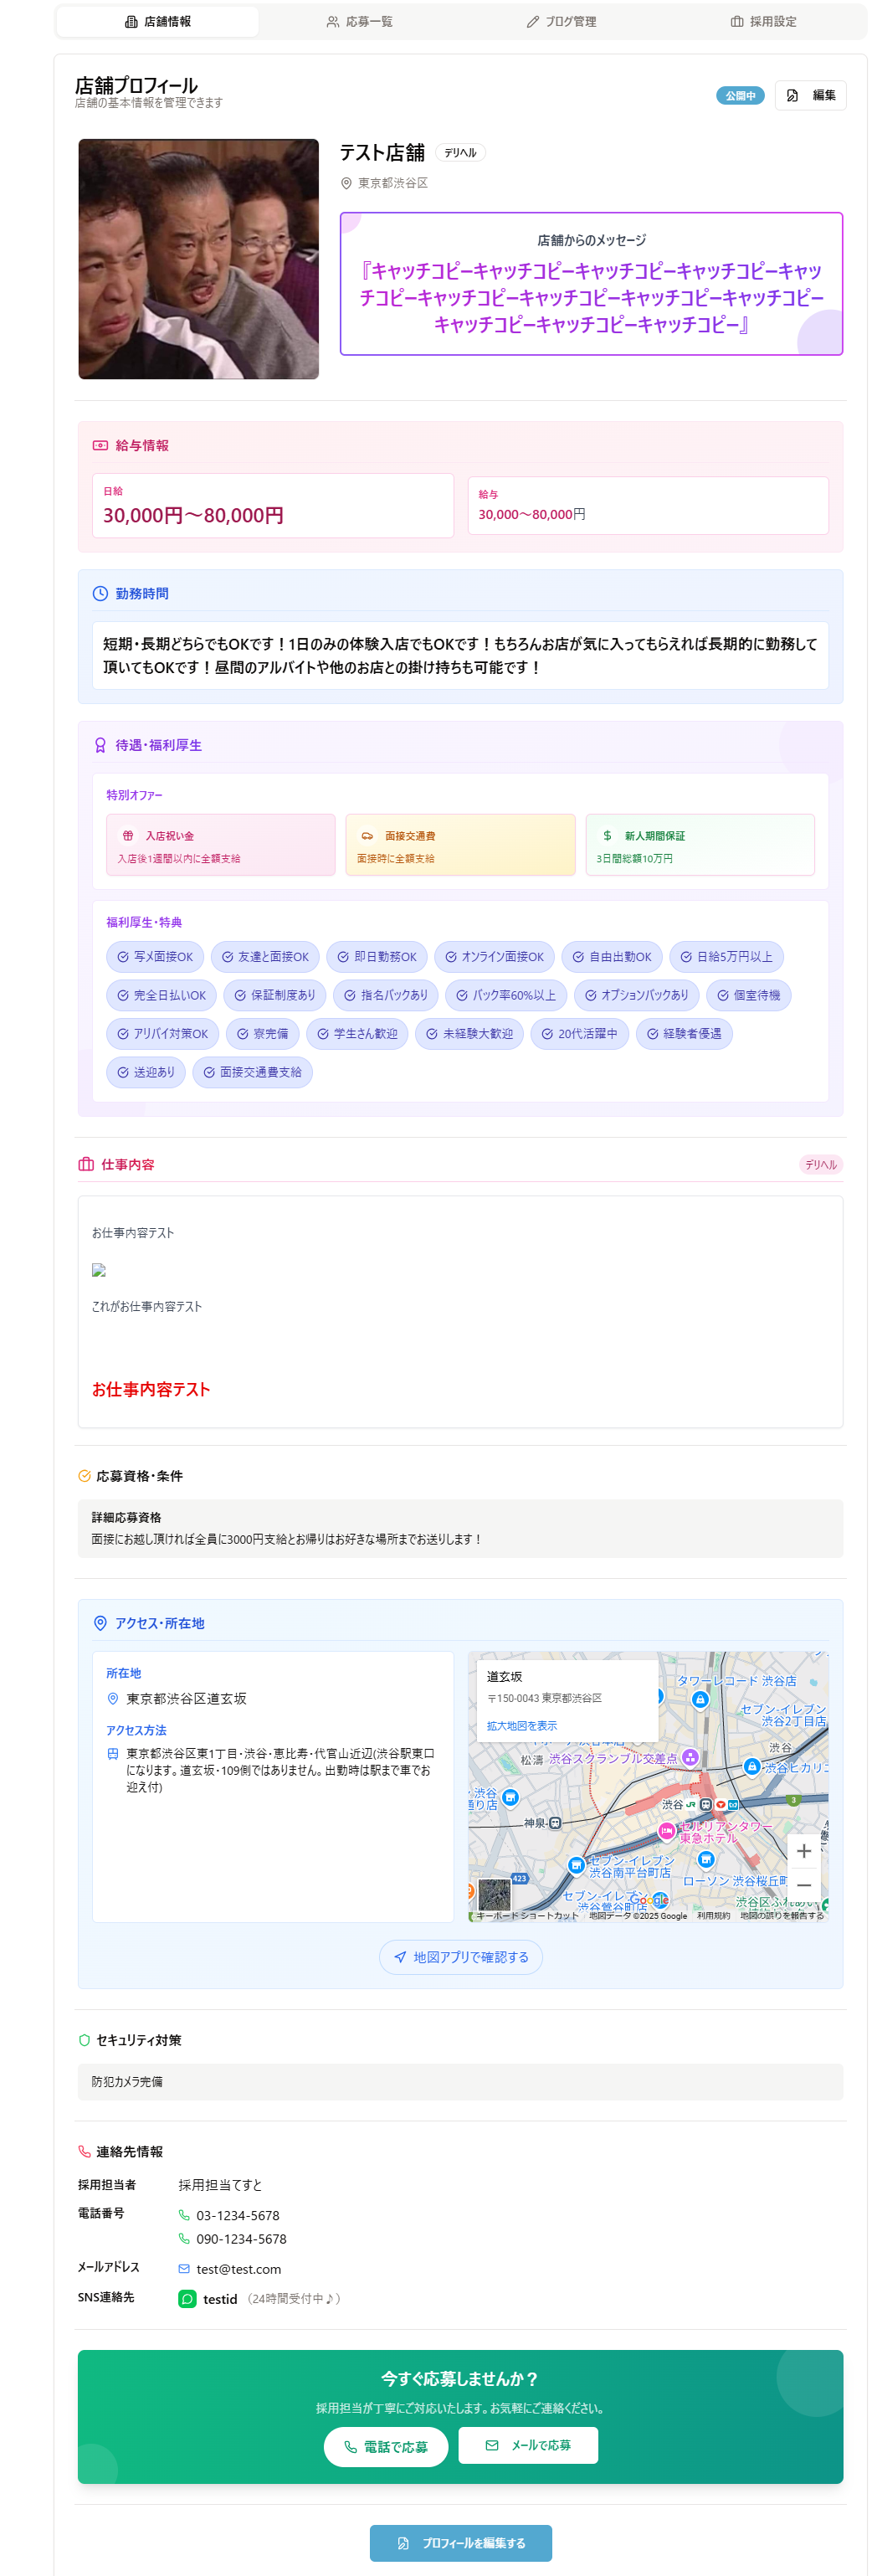 店舗情報
応募一覧
ブログ管理
採用設定
店舗プロフィール
店舗の基本情報を管理できます
公開中
編集
テスト店舗
デリヘル
東京都渋谷区
店舗からのメッセージ
『キャッチコピーキャッチコピーキャッチコピーキャッチコピーキャッ
チコピーキャッチコピーキャッチコピーキャッチコピーキャッチコピー
キャッチコピーキャッチコピーキャッチコピー』
給与情報
日給
30,000円〜80,000円
給与
30,000〜80,000円
勤務時間
短期・長期どちらでもOKです！1日のみの体験入店でもOKです！もちろんお店が気に入ってもらえれば長期的に勤務して
頂いてもOKです！昼間のアルバイトや他のお店との掛け持ちも可能です！
待遇・福利厚生
特別オファー
入店祝い金
入店後1週間以内に全額支給
面接交通費
面接時に全額支給
新人期間保証
3日間総額10万円
福利厚生・特典
写メ面接OK
友達と面接OK
即日勤務OK
オンライン面接OK
自由出勤OK
日給5万円以上
完全日払いOK
保証制度あり
指名バックあり
バック率60%以上
オプションバックあり
個室待機
アリバイ対策OK
寮完備
学生さん歓迎
未経験大歓迎
20代活躍中
経験者優遇
送迎あり
面接交通費支給
仕事内容
デリヘル
お仕事内容テスト
これがお仕事内容テスト
お仕事内容テスト
応募資格・条件
詳細応募資格
面接にお越し頂ければ全員に3000円支給とお帰りはお好きな場所までお送りします！
アクセス・所在地
所在地
東京都渋谷区道玄坂
アクセス方法
東京都渋谷区東1丁目・渋谷・恵比寿・代官山近辺(渋谷駅東口
になります。道玄坂・109側ではありません。出勤時は駅まで車でお
迎え付)
道玄坂
〒150-0043 東京都渋谷区
拡大地図を表示
タワーレコード 渋谷店
セブン-イレブン
渋谷2丁目店
渋谷
松濤
渋谷スクランブル交差点
渋谷ヒカリエ
渋谷
通り店
渋谷
3
神泉
セルリアンタワー
東急ホテル
セブン-イレブン
渋谷南平台町店
ローソン 渋谷桜丘町
423
セブン-イレブン
渋谷鶯谷町店
Google
キーボード ショートカット
地図データ ©2025 Google
利用規約
地図の誤りを報告する
地図アプリで確認する
セキュリティ対策
防犯カメラ完備
連絡先情報
採用担当者
採用担当てすと
電話番号
03-1234-5678
090-1234-5678
メールアドレス
test@test.com
SNS連絡先
testid
（24時間受付中♪）
今すぐ応募しませんか？
採用担当が丁寧にご対応いたします。お気軽にご連絡ください。
電話で応募
メールで応募
プロフィールを編集する